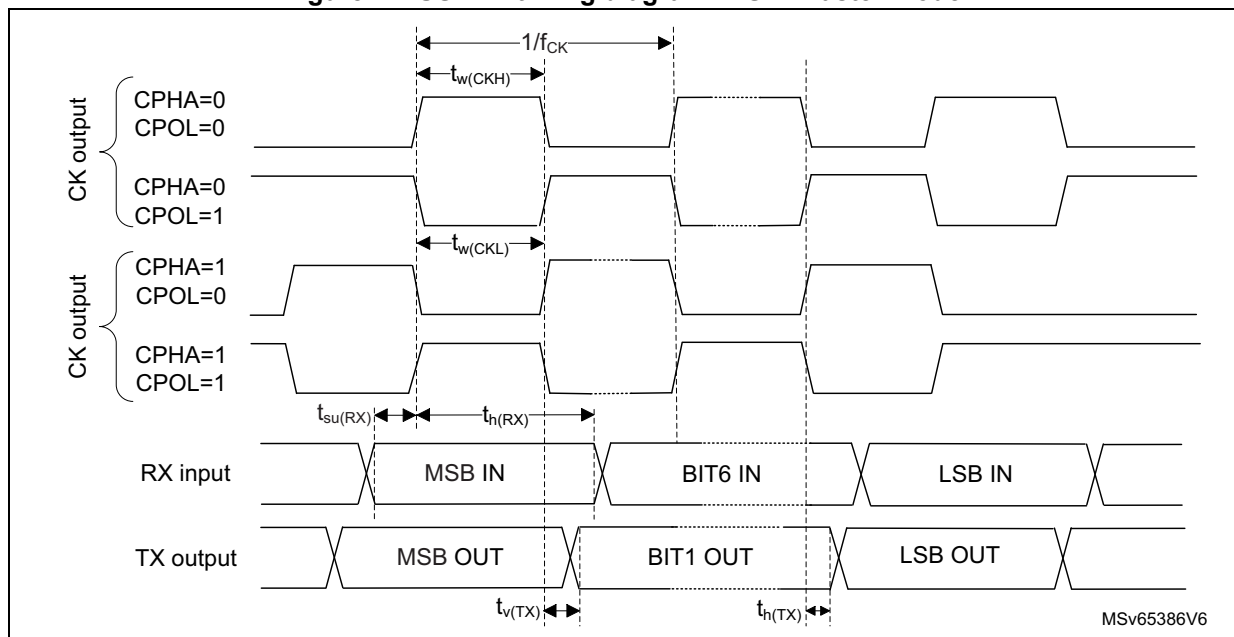 1/fCK
tw(CKH)
CK output
CPHA=0
CPOL=0
CPHA=0
CPOL=1
tw(CKL)
CK output
CPHA=1
CPOL=0
CPHA=1
CPOL=1
tsu(RX)
th(RX)
RX input
MSB IN
BIT6 IN
LSB IN
TX output
MSB OUT
BIT1 OUT
LSB OUT
tv(TX)
th(TX)
MSv65386V6